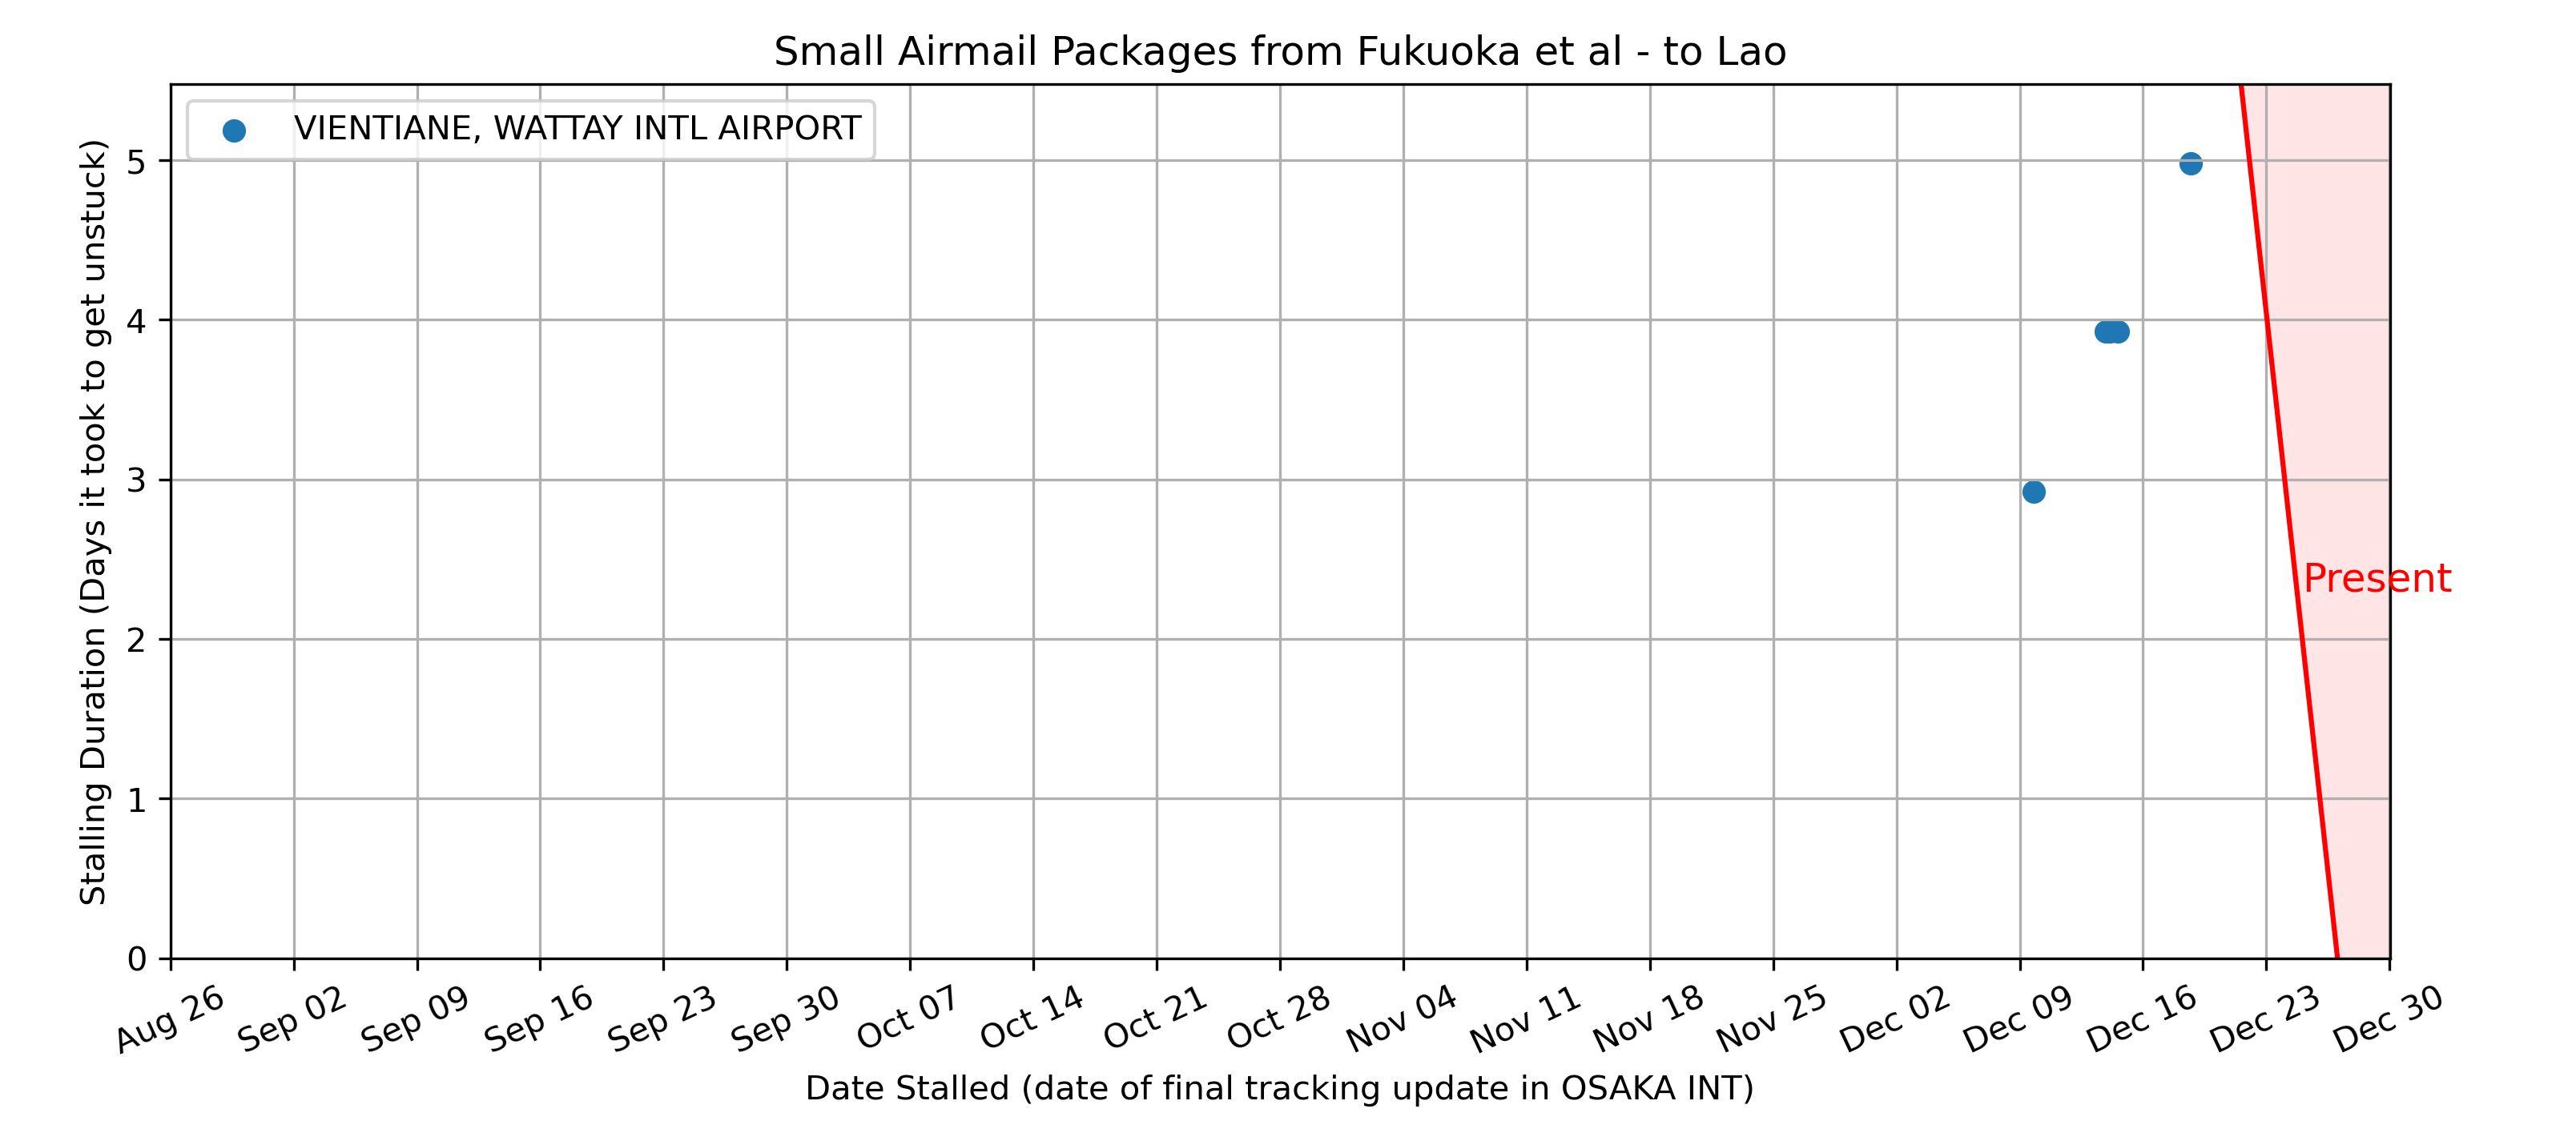 Small Airmail Packages from Fukuoka et al - to Lao
VIENTIANE, WATTAY INTL AIRPORT
Stalling Duration (Days it took to get unstuck)
5
4
3
2
1
0
Present
Aug 26 Sep 02 Sep 09 Sep 16 Sep 23 Sep 30 Oct 07 Oct 14 Oct 21 Oct 28 Nov 04 Nov 11 Nov 18 Nov 25 Dec 02 Dec 09 Dec 16 Dec 23 Dec 30
Date Stalled (date of final tracking update in OSAKA INT)